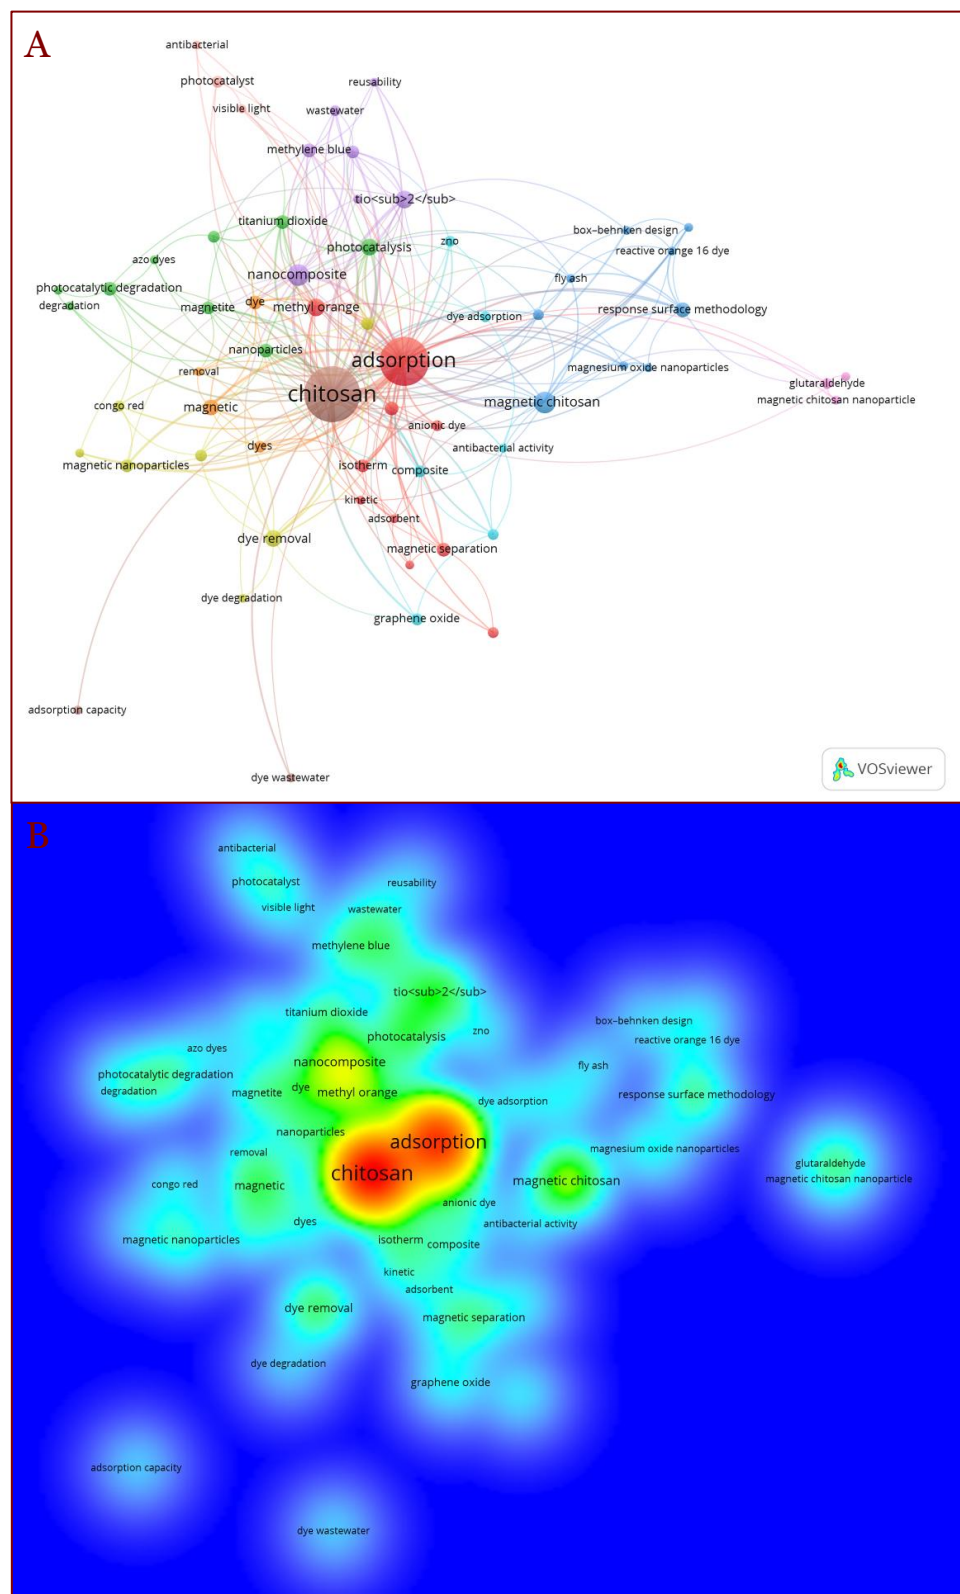 A
antibacterial
photocatalyst
reusability
visible light
wastewater
methylene blue
tio<sub>2</sub>
titanium dioxide
box–behnken design
photocatalysis
zno
reactive orange 16 dye
azo dyes
nanocomposite
fly ash
photocatalytic degradation
dye
degradation
magnetite
methyl orange
response surface methodology
dye adsorption
nanoparticles
adsorption
removal
magnesium oxide nanoparticles
glutaraldehyde
chitosan
magnetic chitosan
magnetic chitosan nanoparticle
congo red
magnetic
anionic dye
dyes
antibacterial activity
magnetic nanoparticles
isotherm
composite
kinetic
adsorbent
dye removal
magnetic separation
dye degradation
graphene oxide
adsorption capacity
dye wastewater
VOSviewer
B
antibacterial
photocatalyst
reusability
visible light
wastewater
methylene blue
tio<sub>2</sub>
titanium dioxide
box–behnken design
photocatalysis
zno
reactive orange 16 dye
azo dyes
nanocomposite
fly ash
photocatalytic degradation
dye
degradation
magnetite
methyl orange
response surface methodology
dye adsorption
nanoparticles
adsorption
removal
magnesium oxide nanoparticles
glutaraldehyde
chitosan
magnetic chitosan
magnetic chitosan nanoparticle
congo red
magnetic
anionic dye
dyes
antibacterial activity
magnetic nanoparticles
isotherm
composite
kinetic
adsorbent
dye removal
magnetic separation
dye degradation
graphene oxide
adsorption capacity
dye wastewater